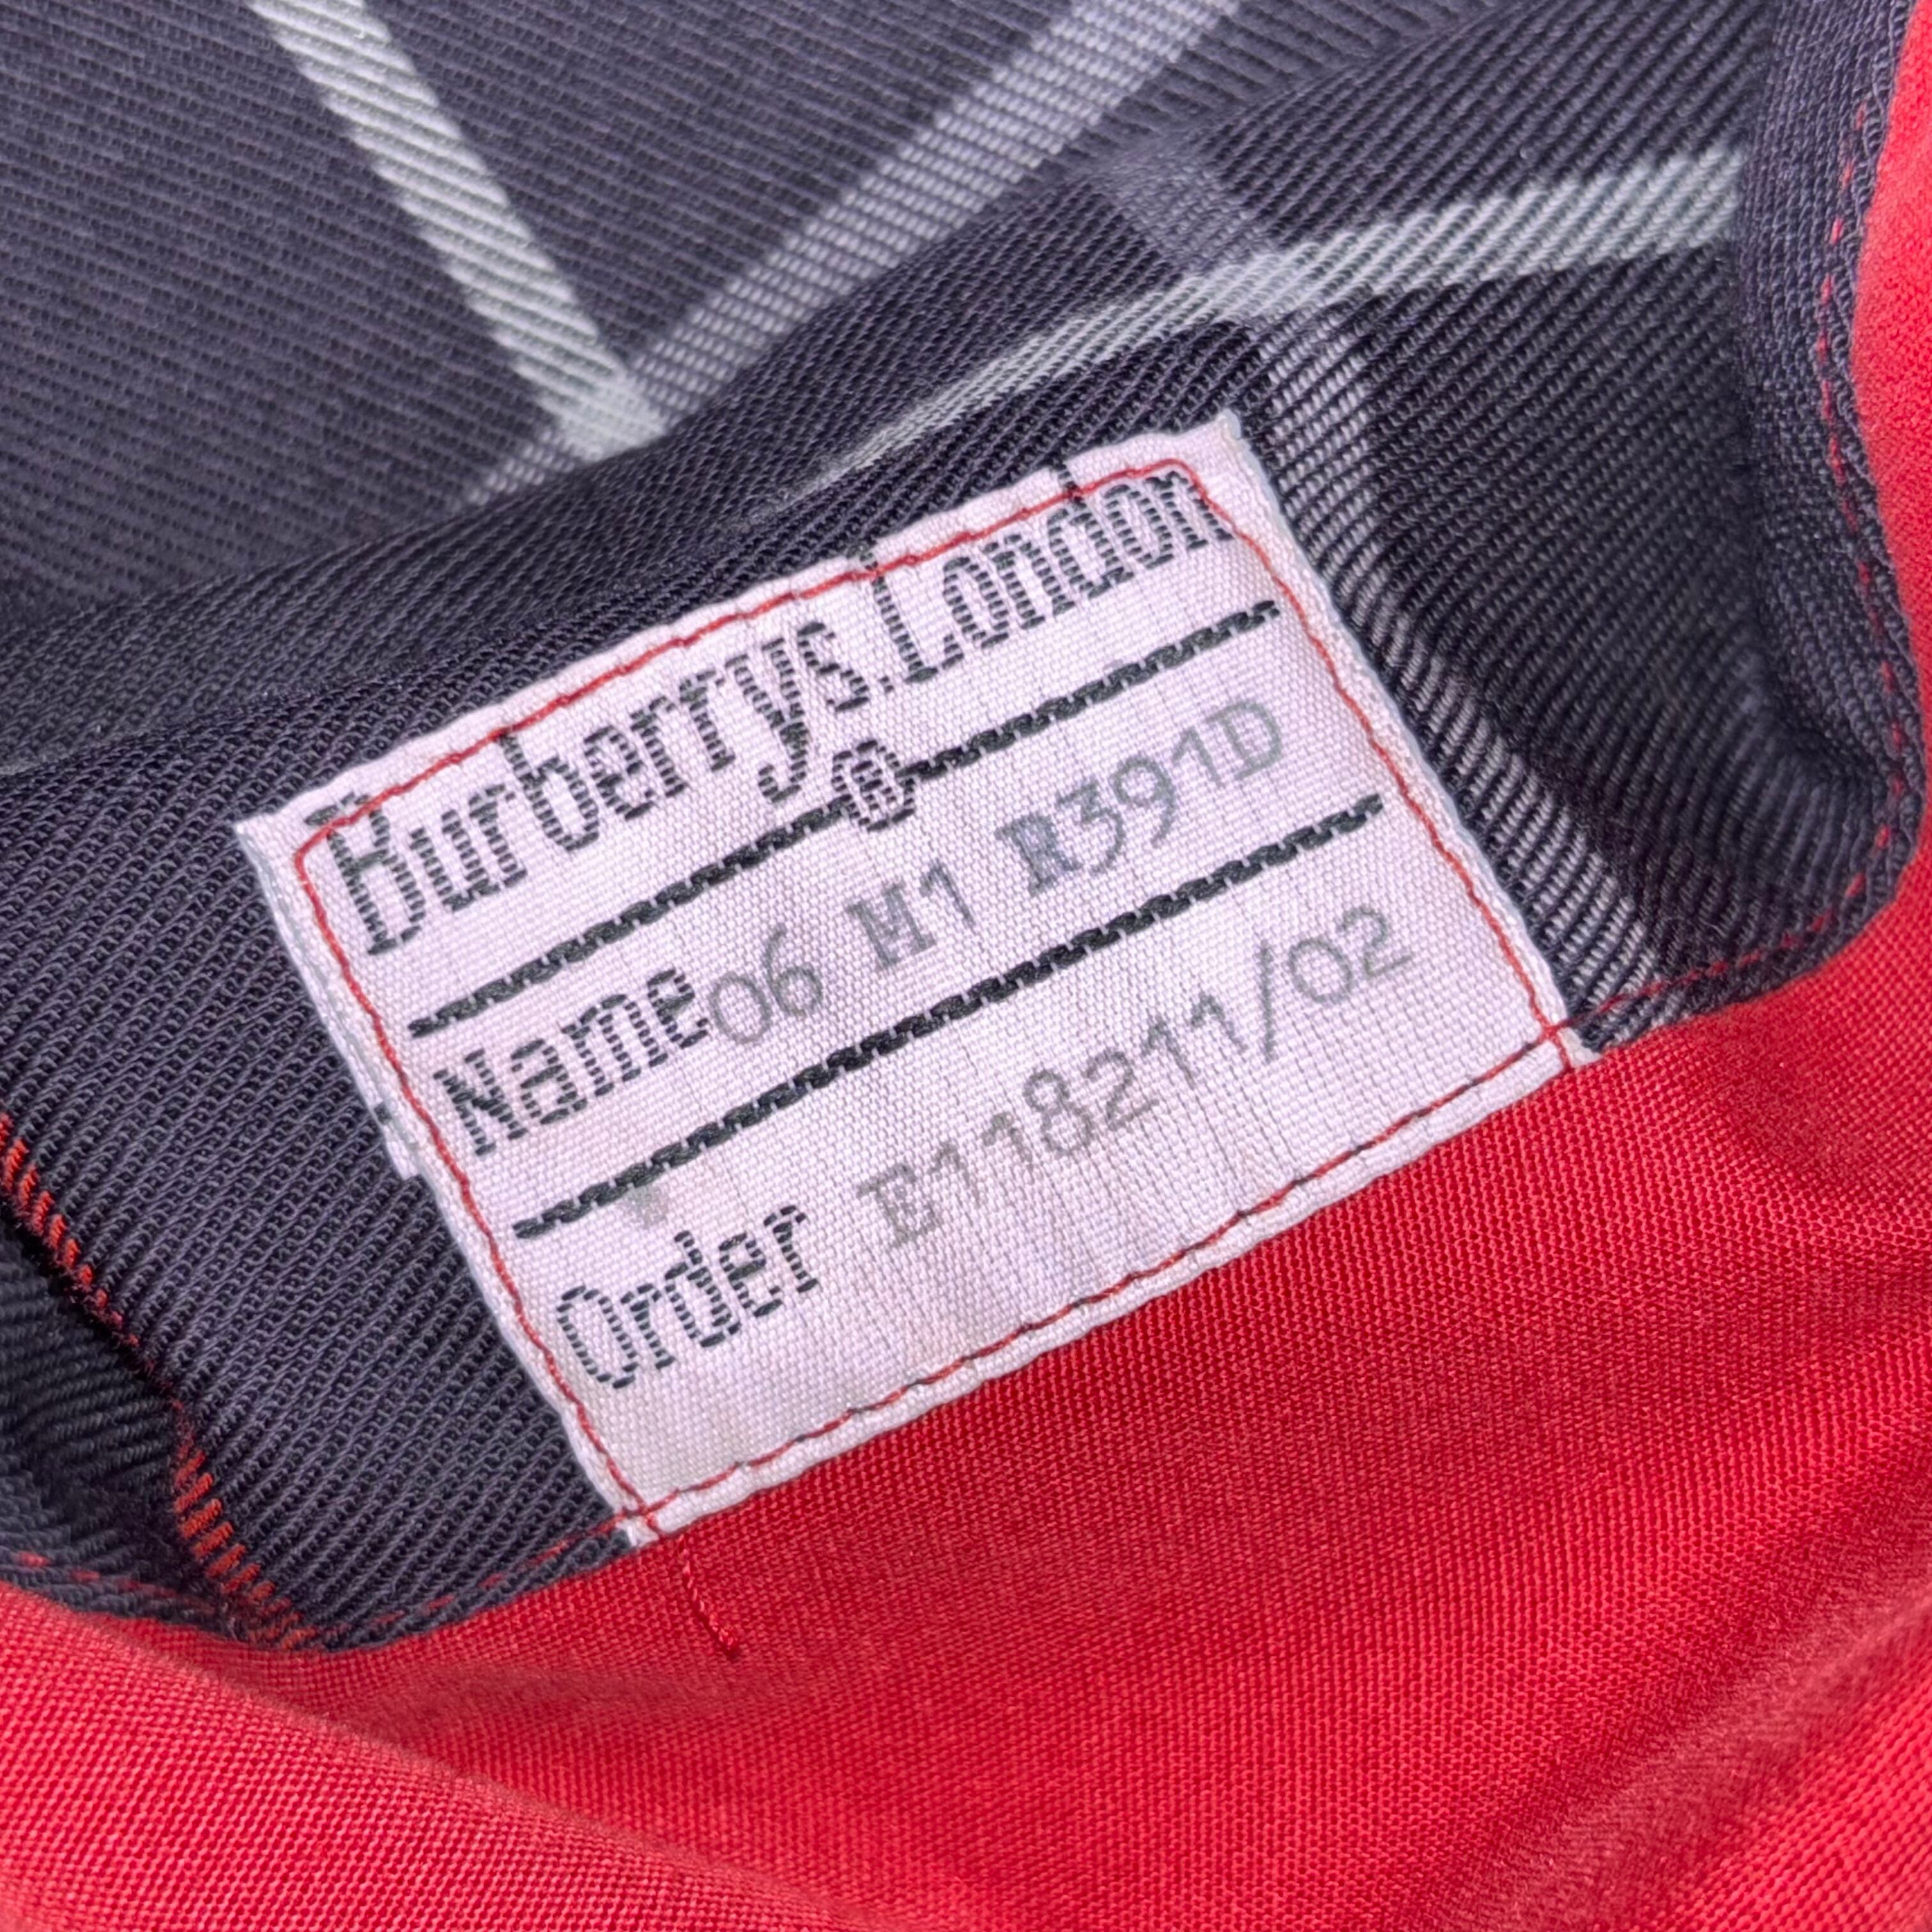 Burberrys.London
®
Name 06 M1 R391D
Order E118211/02